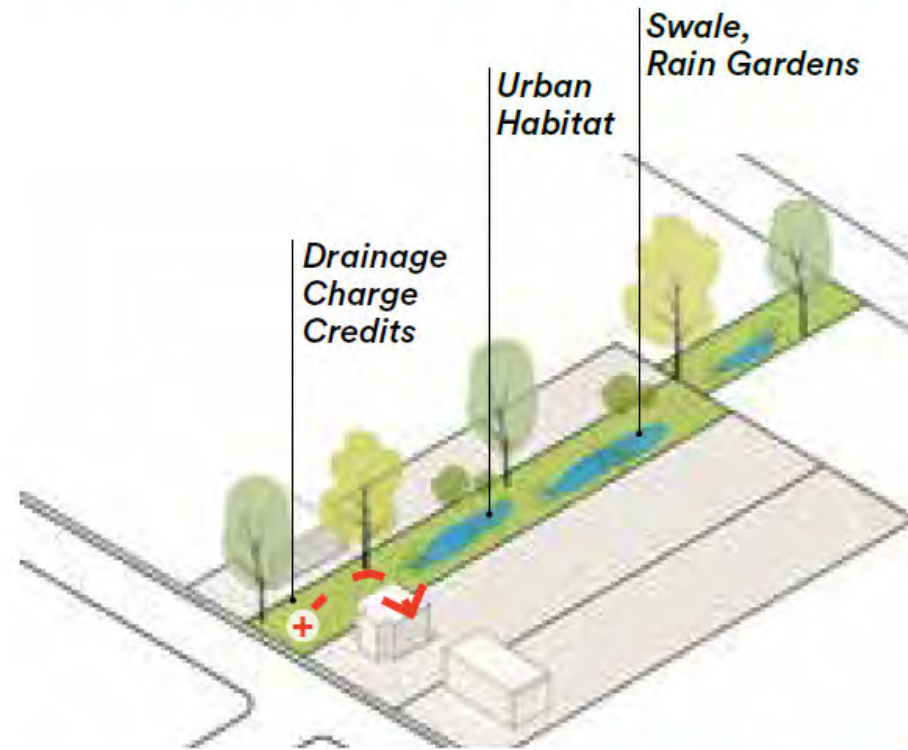 Swale,
Rain Gardens
Urban
Habitat
Drainage
Charge
Credits
+